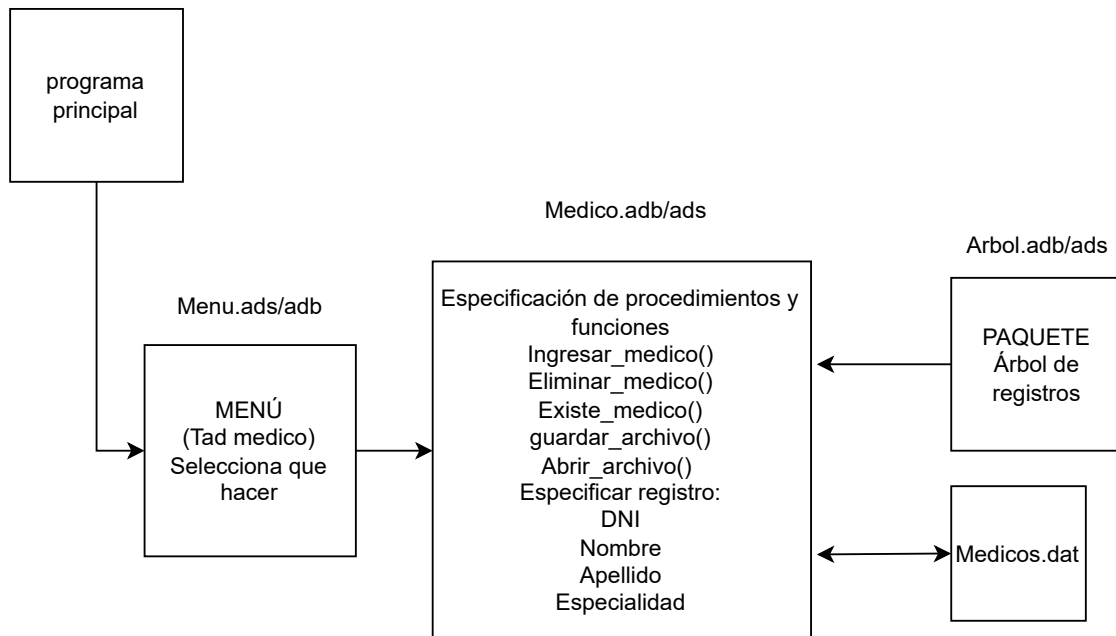 programa
principal
Medico.adb/ads
Arbol.adb/ads
Menu.ads/adb
MENÚ
(Tad medico)
Selecciona que
hacer
Especificación de procedimientos y
funciones
Ingresar_medico()
Eliminar_medico()
Existe_medico()
guardar_archivo()
Abrir_archivo()
Especificar registro:
DNI
Nombre
Apellido
Especialidad
PAQUETE
Árbol de
registros
Medicos.dat